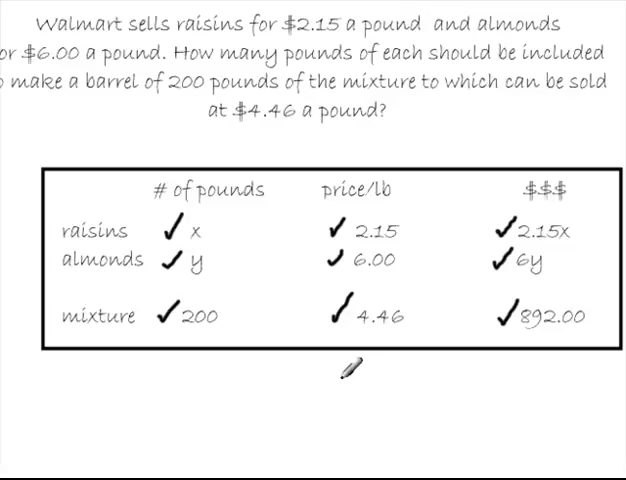 Walmart sells raisins for $2.15 a pound and almonds
or $6.00 a pound. How many pounds of each should be included
o make a barrel of 200 pounds of the mixture to which can be sold
at $4.46 a pound?
# of pounds price/lb $$$
raisins ✓ x ✓ 2.15 ✓ 2.15x
almonds ✓ y ✓ 6.00 ✓ 6y
mixture ✓ 200 ✓ 4.46 ✓ 892.00